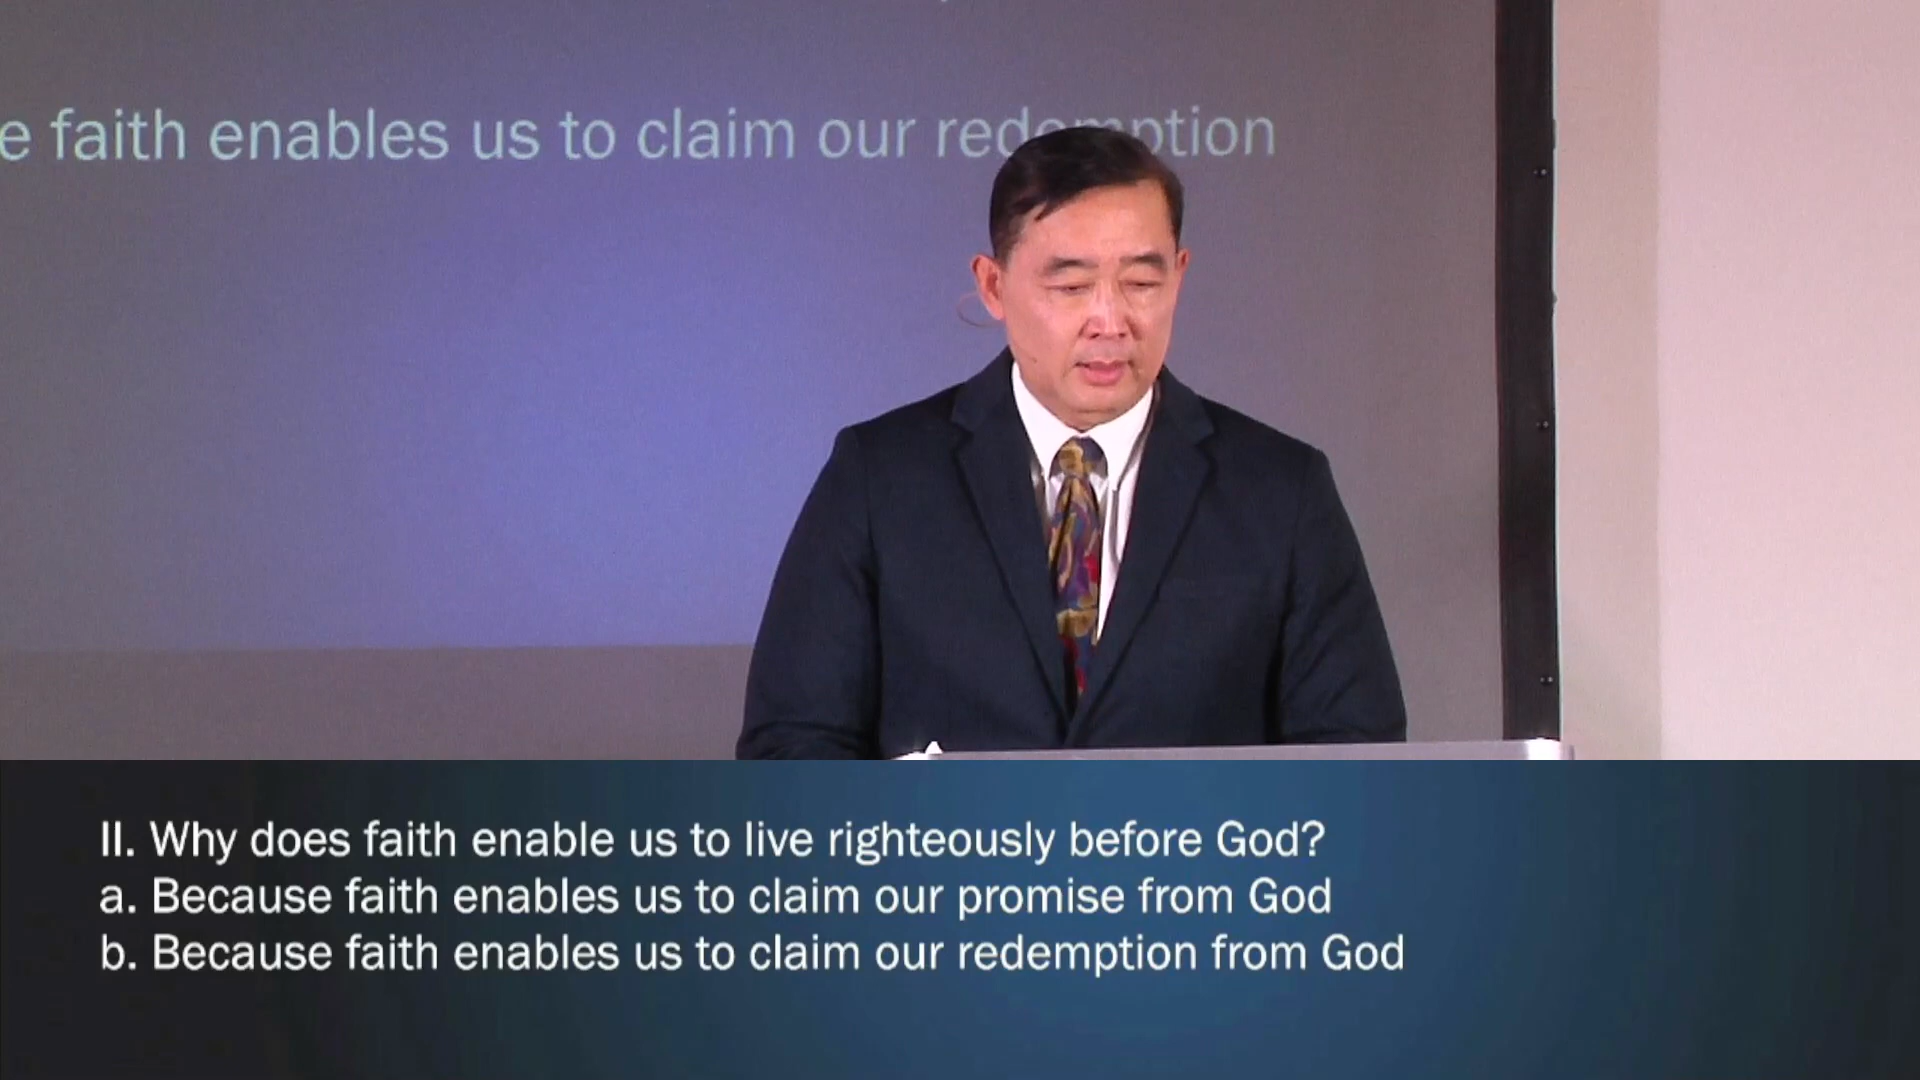 e faith enables us to claim our redemption
II. Why does faith enable us to live righteously before God?
a. Because faith enables us to claim our promise from God
b. Because faith enables us to claim our redemption from God